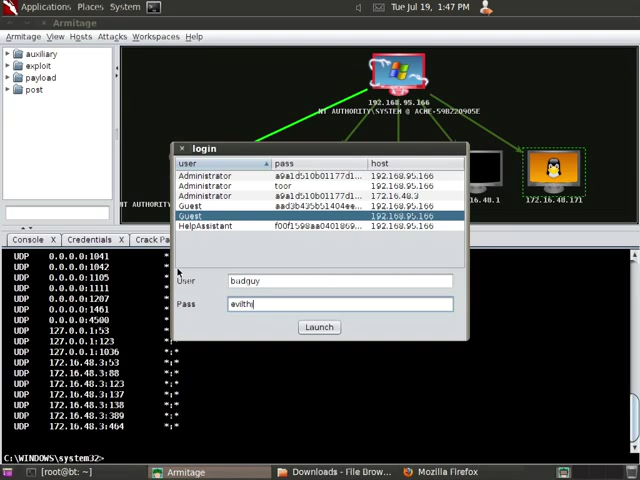 Applications Places System
Tue Jul 19, 1:47 PM
Armitage
Armitage View Hosts Attacks Workspaces Help
auxiliary
exploit
payload
post
192.168.95.166
NT AUTHORITY\SYSTEM @ ACME-59B220905E
172.16.48.171
login
user pass host
Administrator a9a1d510b01177d1... 192.168.95.166
Administrator toor 192.168.95.166
Administrator a9a1d510b01177d1... 172.16.48.3
Guest aad3b435b51404ee... 192.168.95.166
Guest 192.168.95.166
HelpAssistant f00f1598aa0401869... 192.168.95.166
User badguy
Pass evilth
Launch
Console X Credentials X Crack Pa
UDP 0.0.0.0:1041 *:*
UDP 0.0.0.0:1042 *:*
UDP 0.0.0.0:1105 *:*
UDP 0.0.0.0:1111 *:*
UDP 0.0.0.0:1207 *:*
UDP 0.0.0.0:1461 *:*
UDP 0.0.0.0:4500 *:*
UDP 127.0.0.1:53 *:*
UDP 127.0.0.1:123 *:*
UDP 127.0.0.1:1036 *:*
UDP 172.16.48.3:53 *:*
UDP 172.16.48.3:88 *:*
UDP 172.16.48.3:123 *:*
UDP 172.16.48.3:137 *:*
UDP 172.16.48.3:138 *:*
UDP 172.16.48.3:389 *:*
UDP 172.16.48.3:464 *:*
C:\WINDOWS\system32>
[root@bt: ~] Armitage Downloads - File Brow... Mozilla Firefox